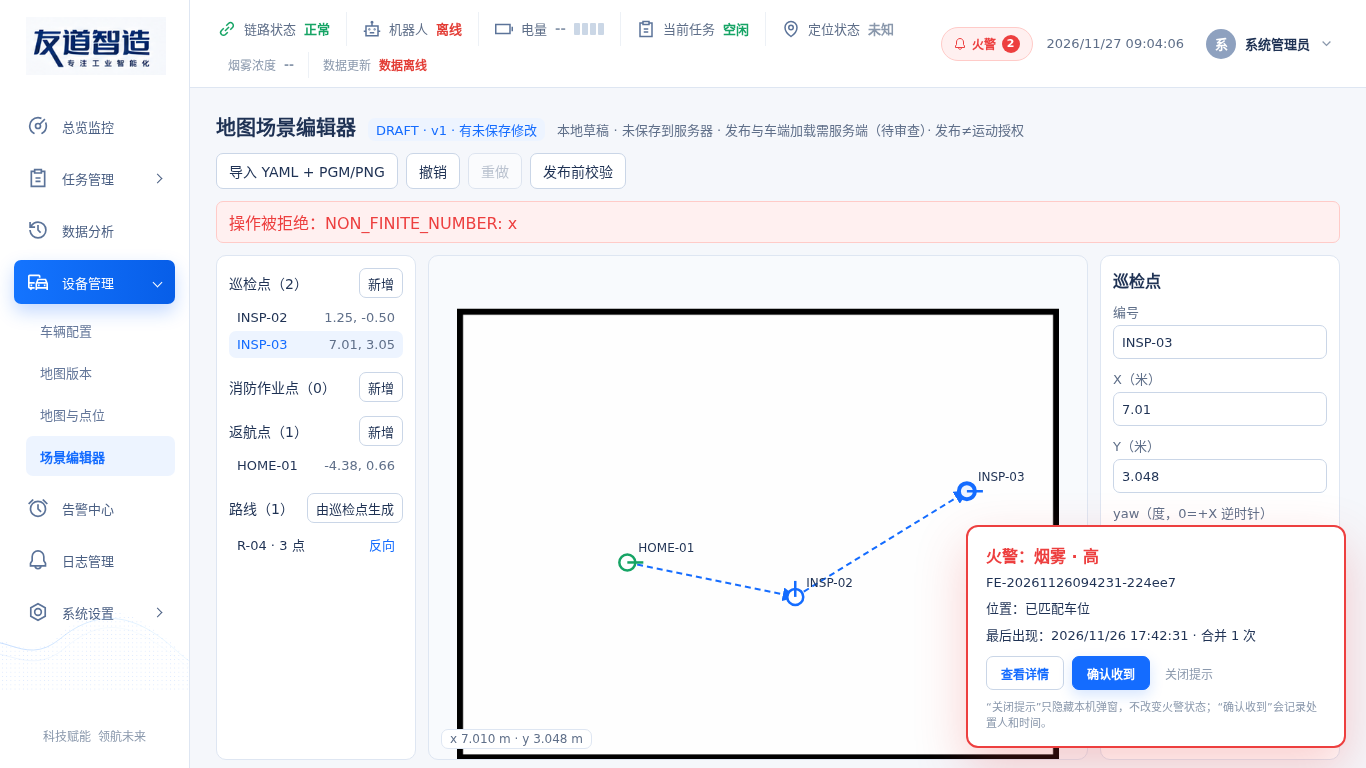 友道智造
专注工业智能化
链路状态 正常
机器人 离线
电量 --
当前任务 空闲
定位状态 未知
烟雾浓度 --
数据更新 数据离线
火警 2
2026/11/27 09:04:06
系 系统管理员
总览监控
任务管理
数据分析
设备管理
车辆配置
地图版本
地图与点位
场景编辑器
告警中心
日志管理
系统设置
科技赋能 领航未来
地图场景编辑器
DRAFT · v1 · 有未保存修改
本地草稿 · 未保存到服务器 · 发布与车端加载需服务端（待审查）· 发布≠运动授权
导入 YAML + PGM/PNG
撤销
重做
发布前校验
操作被拒绝：NON_FINITE_NUMBER: x
巡检点（2） 新增
INSP-02 1.25, -0.50
INSP-03 7.01, 3.05
消防作业点（0） 新增
返航点（1） 新增
HOME-01 -4.38, 0.66
路线（1） 由巡检点生成
R-04 · 3 点 反向
INSP-03
HOME-01
INSP-02
x 7.010 m · y 3.048 m
巡检点
编号
INSP-03
X（米）
7.01
Y（米）
3.048
yaw（度，0=+X 逆时针）
火警：烟雾 · 高
FE-20261126094231-224ee7
位置：已匹配车位
最后出现：2026/11/26 17:42:31 · 合并 1 次
查看详情
确认收到
关闭提示
“关闭提示”只隐藏本机弹窗，不改变火警状态；“确认收到”会记录处
置人和时间。